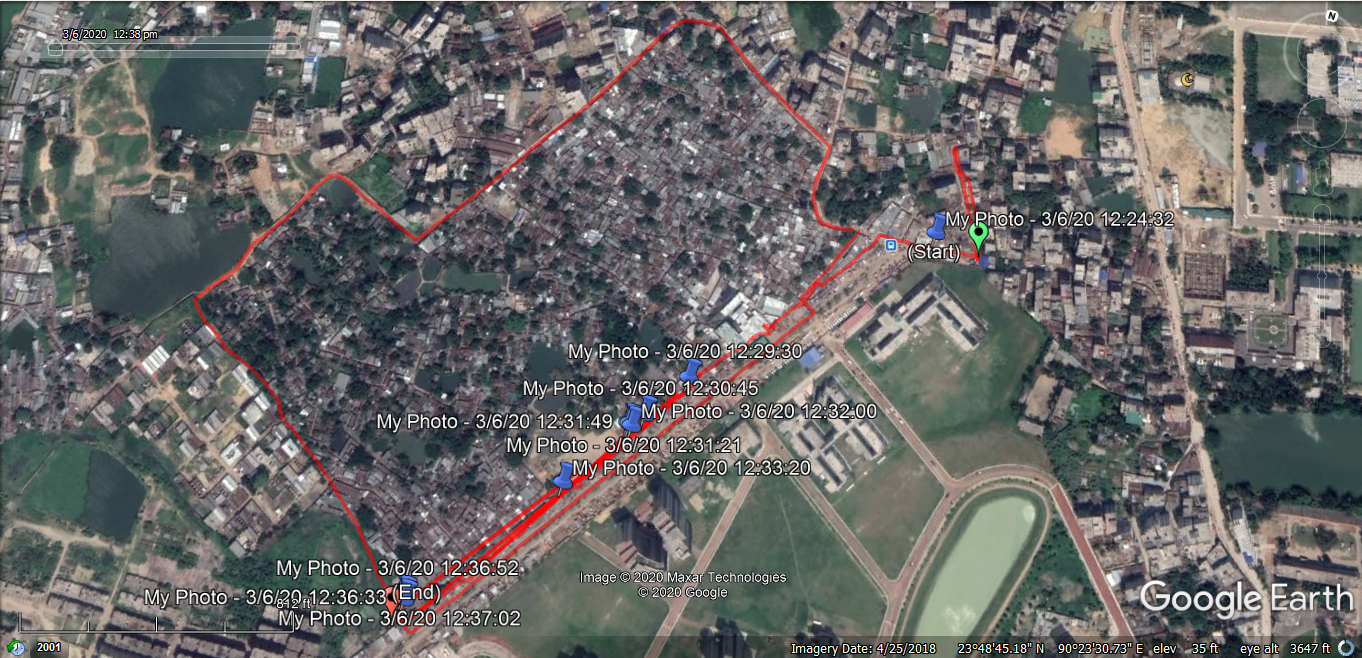 3/6/2020 12:38 pm
N
My Photo - 3/6/20 12:24:32
(Start)
My Photo - 3/6/20 12:29:30
My Photo - 3/6/20 12:30:45
My Photo - 3/6/20 12:32:00
My Photo - 3/6/20 12:31:49
My Photo - 3/6/20 12:31:21
My Photo - 3/6/20 12:33:20
My Photo - 3/6/20 12:36:52
(End)
My Photo - 3/6/20 12:36:33
812 ft
My Photo - 3/6/20 12:37:02
Image © 2020 Maxar Technologies
© 2020 Google
Google Earth
2001
Imagery Date: 4/25/2018 23°48'45.18" N 90°23'30.73" E elev 35 ft eye alt 3647 ft